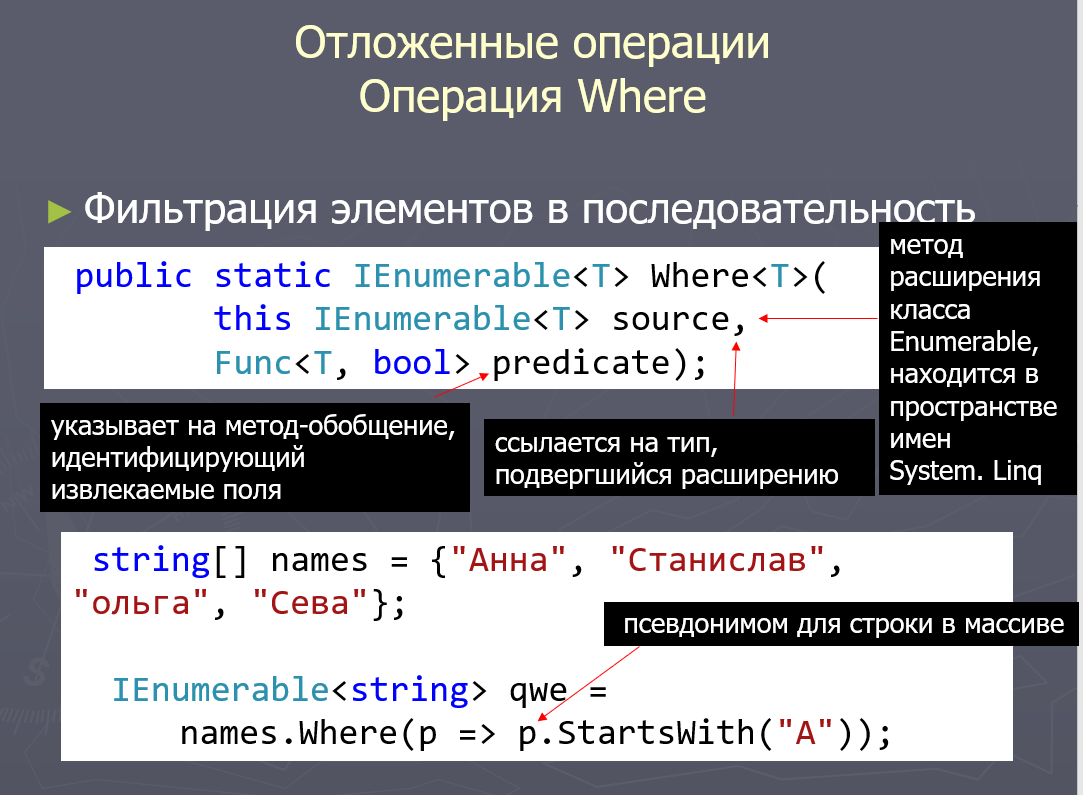 Отложенные операции
Операция Where
► Фильтрация элементов в последовательность
public static IEnumerable<T> Where<T>(
this IEnumerable<T> source,
Func<T, bool> predicate);
метод
расширения
класса
Enumerable,
находится в
пространстве
имен
System. Linq
указывает на метод-обобщение,
идентифицирующий
извлекаемые поля
ссылается на тип,
подвергшийся расширению
string[] names = {"Анна", "Станислав",
"ольга", "Сева"};
псевдонимом для строки в массиве
IEnumerable<string> qwe =
names.Where(p => p.StartsWith("A"));